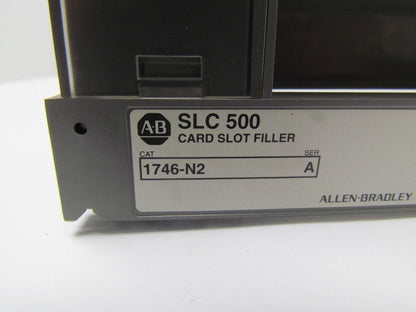 AB SLC 500
CARD SLOT FILLER
CAT SER
1746-N2 A
ALLEN-BRADLEY